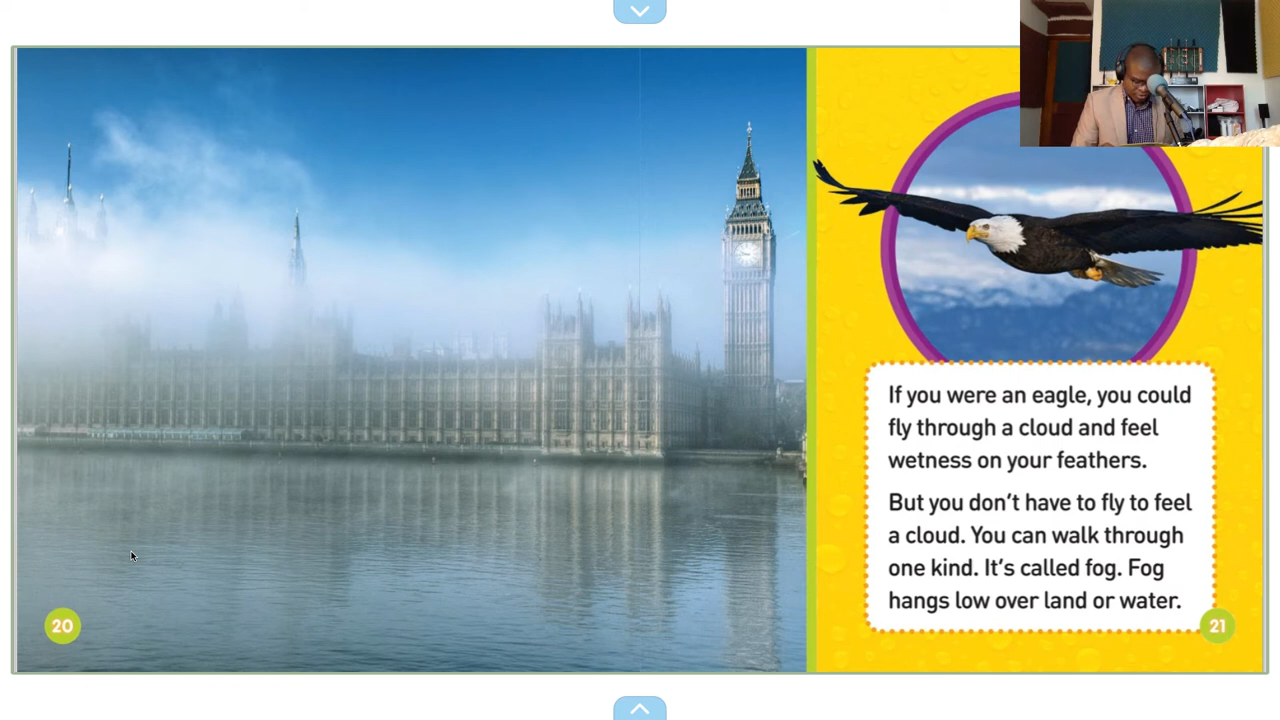 If you were an eagle, you could
fly through a cloud and feel
wetness on your feathers.
But you don't have to fly to feel
a cloud. You can walk through
one kind. It's called fog. Fog
hangs low over land or water.
20
21